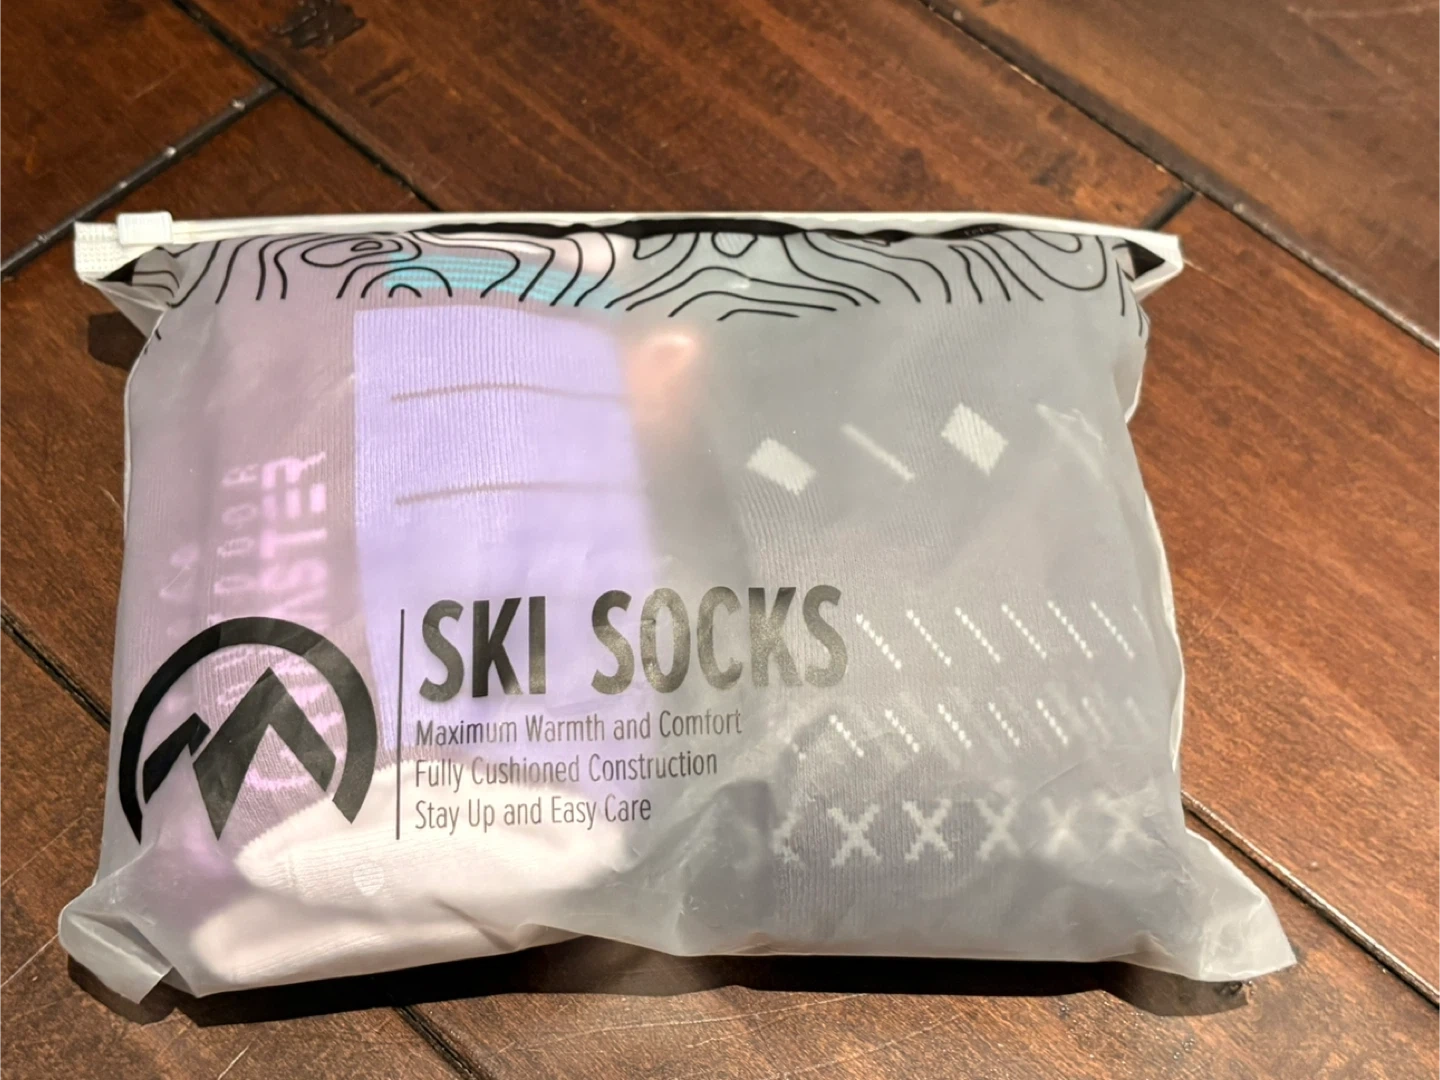 SKI SOCKS
Maximum Warmth and Comfort
Fully Cushioned Construction
Stay Up and Easy Care